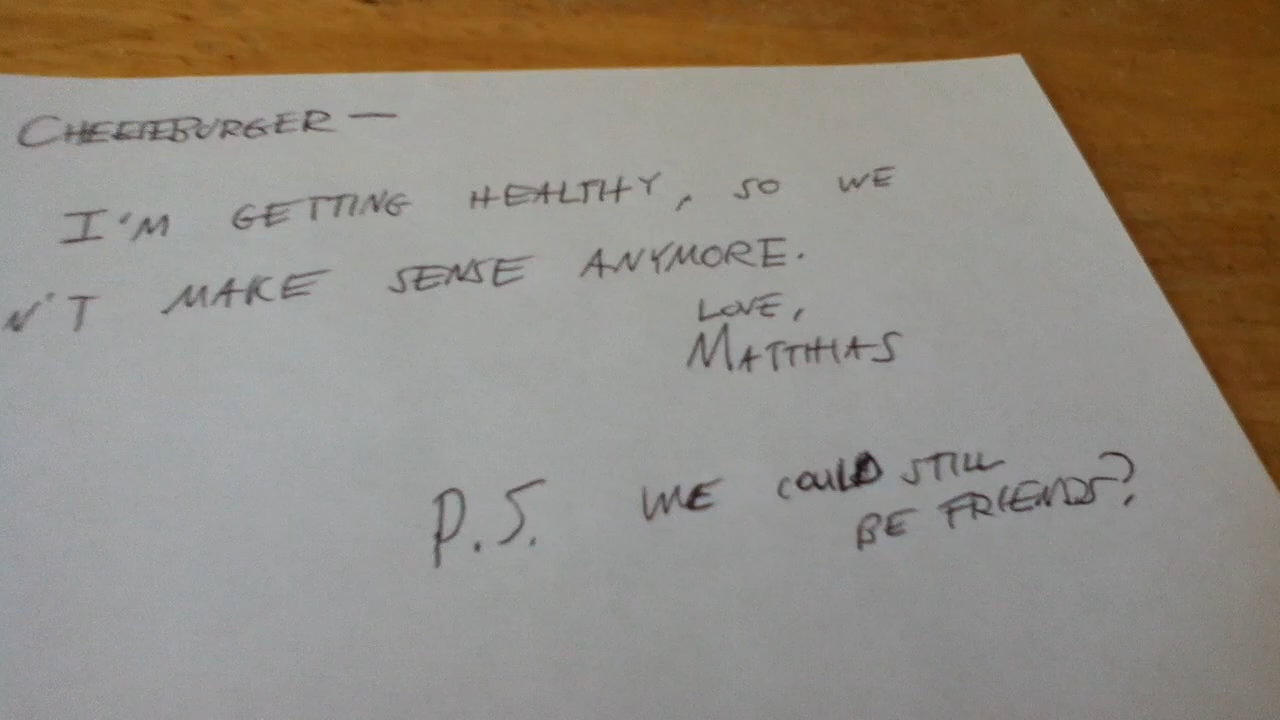 CHEESEBURGER —
I'M GETTING HEALTHY, SO WE
N'T MAKE SENSE ANYMORE.
LOVE,
MATTHIAS
P.S. WE COULD STILL
BE FRIENDS?